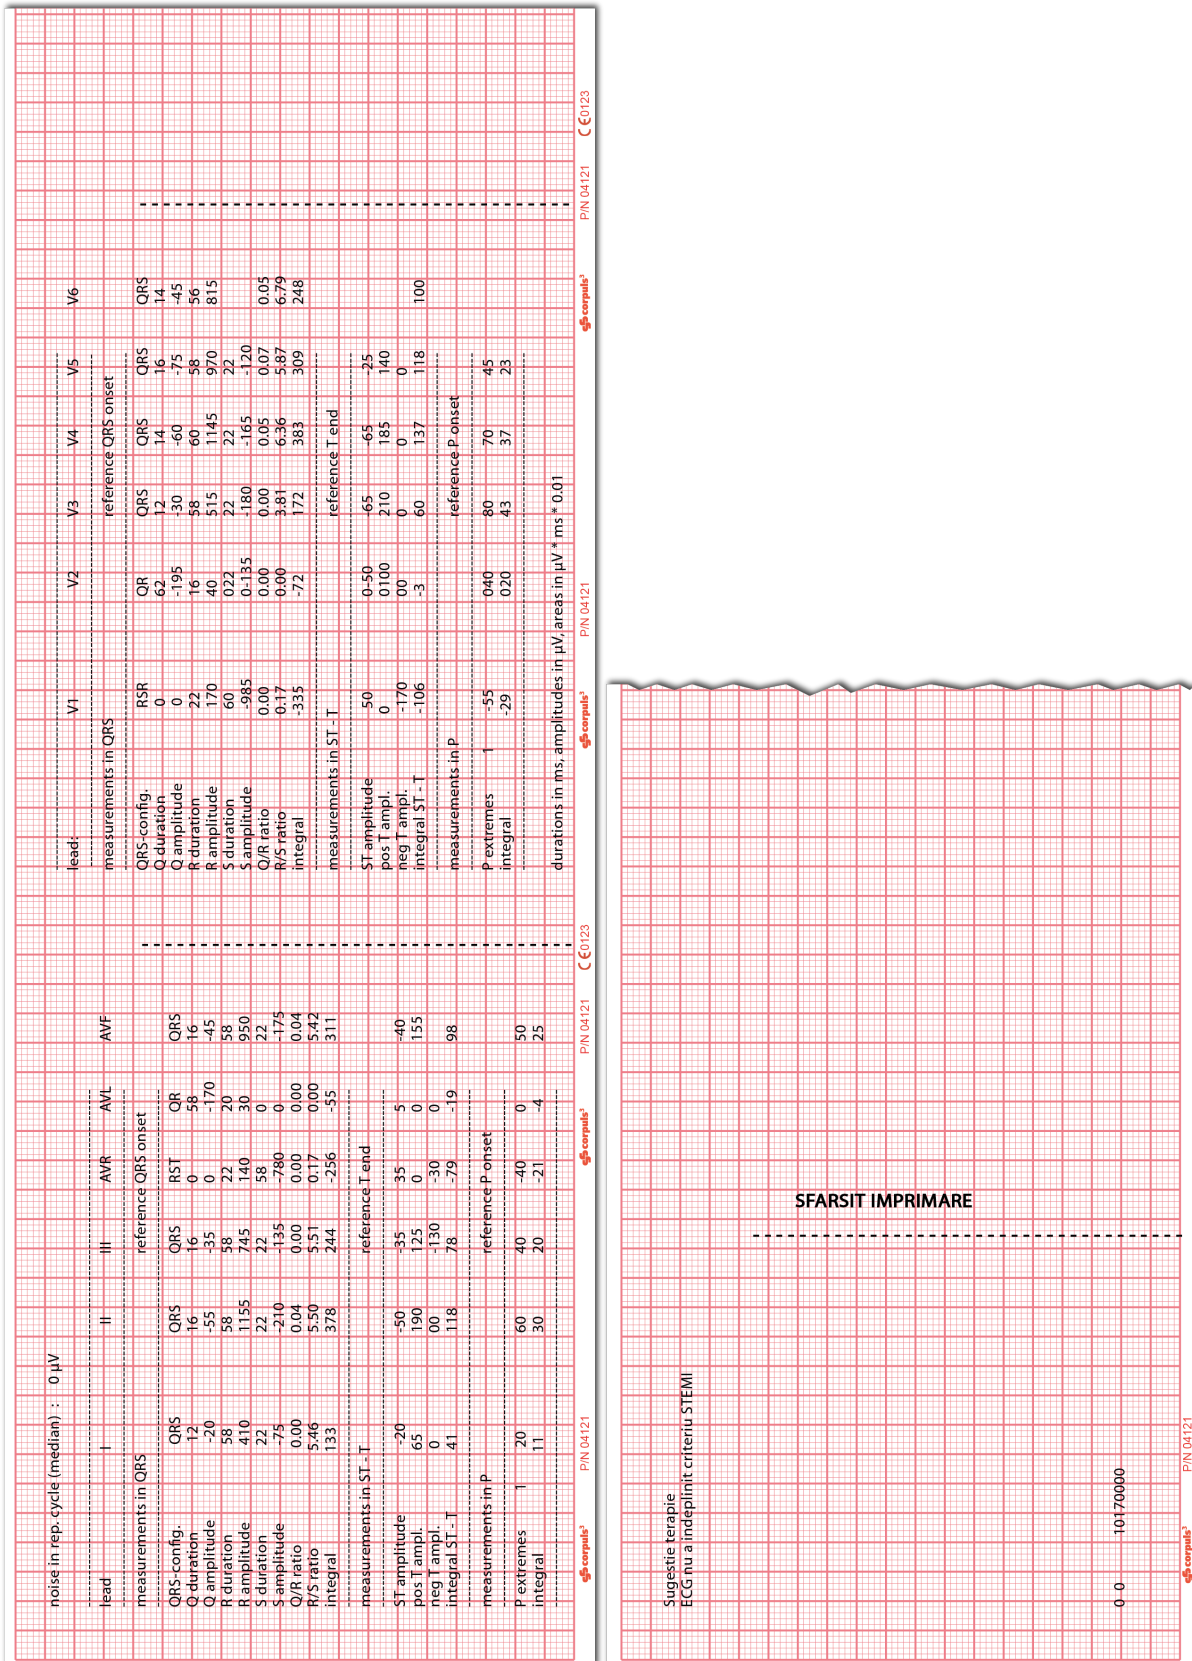 noise in rep. cycle (median) : 0 µV
lead I II III AVR AVL AVF
measurements in QRS reference QRS onset
QRS-config. QRS QRS QRS RST QR QRS
Q duration 12 16 16 0 58 16
Q amplitude -20 -55 -35 0 -170 -45
R duration 58 58 58 22 20 58
R amplitude 410 1155 745 140 30 950
S duration 22 22 22 58 0 22
S amplitude -75 -210 -135 -780 0 -175
Q/R ratio 0.00 0.04 0.00 0.00 0.00 0.04
R/S ratio 5.46 5.50 5.51 0.17 0.00 5.42
integral 133 378 244 -256 -55 311
measurements in ST - T reference T end
ST amplitude -20 -50 -35 35 5 -40
pos T ampl. 65 190 125 0 0 155
neg T ampl. 0 00 -130 -30 0
integral ST - T 41 118 78 -79 -19 98
measurements in P reference P onset
P extremes 1 20 60 40 -40 0 50
integral 11 30 20 -21 -4 25
corpuls³ P/N 04121 corpuls³ P/N 04121 CE0123
lead: V1 V2 V3 V4 V5 V6
measurements in QRS reference QRS onset
QRS-config. RSR QR QRS QRS QRS QRS
Q duration 0 62 12 14 16 14
Q amplitude 0 -195 -30 -60 -75 -45
R duration 22 16 58 60 58 56
R amplitude 170 40 515 1145 970 815
S duration 60 022 22 22 22
S amplitude -985 0-135 -180 -165 -120
Q/R ratio 0.00 0.00 0.00 0.05 0.07 0.05
R/S ratio 0.17 0.00 3.81 6.36 5.87 6.79
integral -335 -72 172 383 309 248
measurements in ST - T reference T end
ST amplitude 50 0-50 -65 -65 -25
pos T ampl. 0 0100 210 185 140
neg T ampl. -170 00 0 0 0
integral ST - T -106 -3 60 137 118 100
measurements in P reference P onset
P extremes 1 -55 040 80 70 45
integral -29 020 43 37 23
durations in ms, amplitudes in µV, areas in µV * ms * 0.01
corpuls³ P/N 04121 corpuls³ P/N 04121 CE0123
Sugestie terapie
ECG nu a indeplinit criteriu STEMI
SFARSIT IMPRIMARE
0 0 10170000
corpuls³ P/N 04121